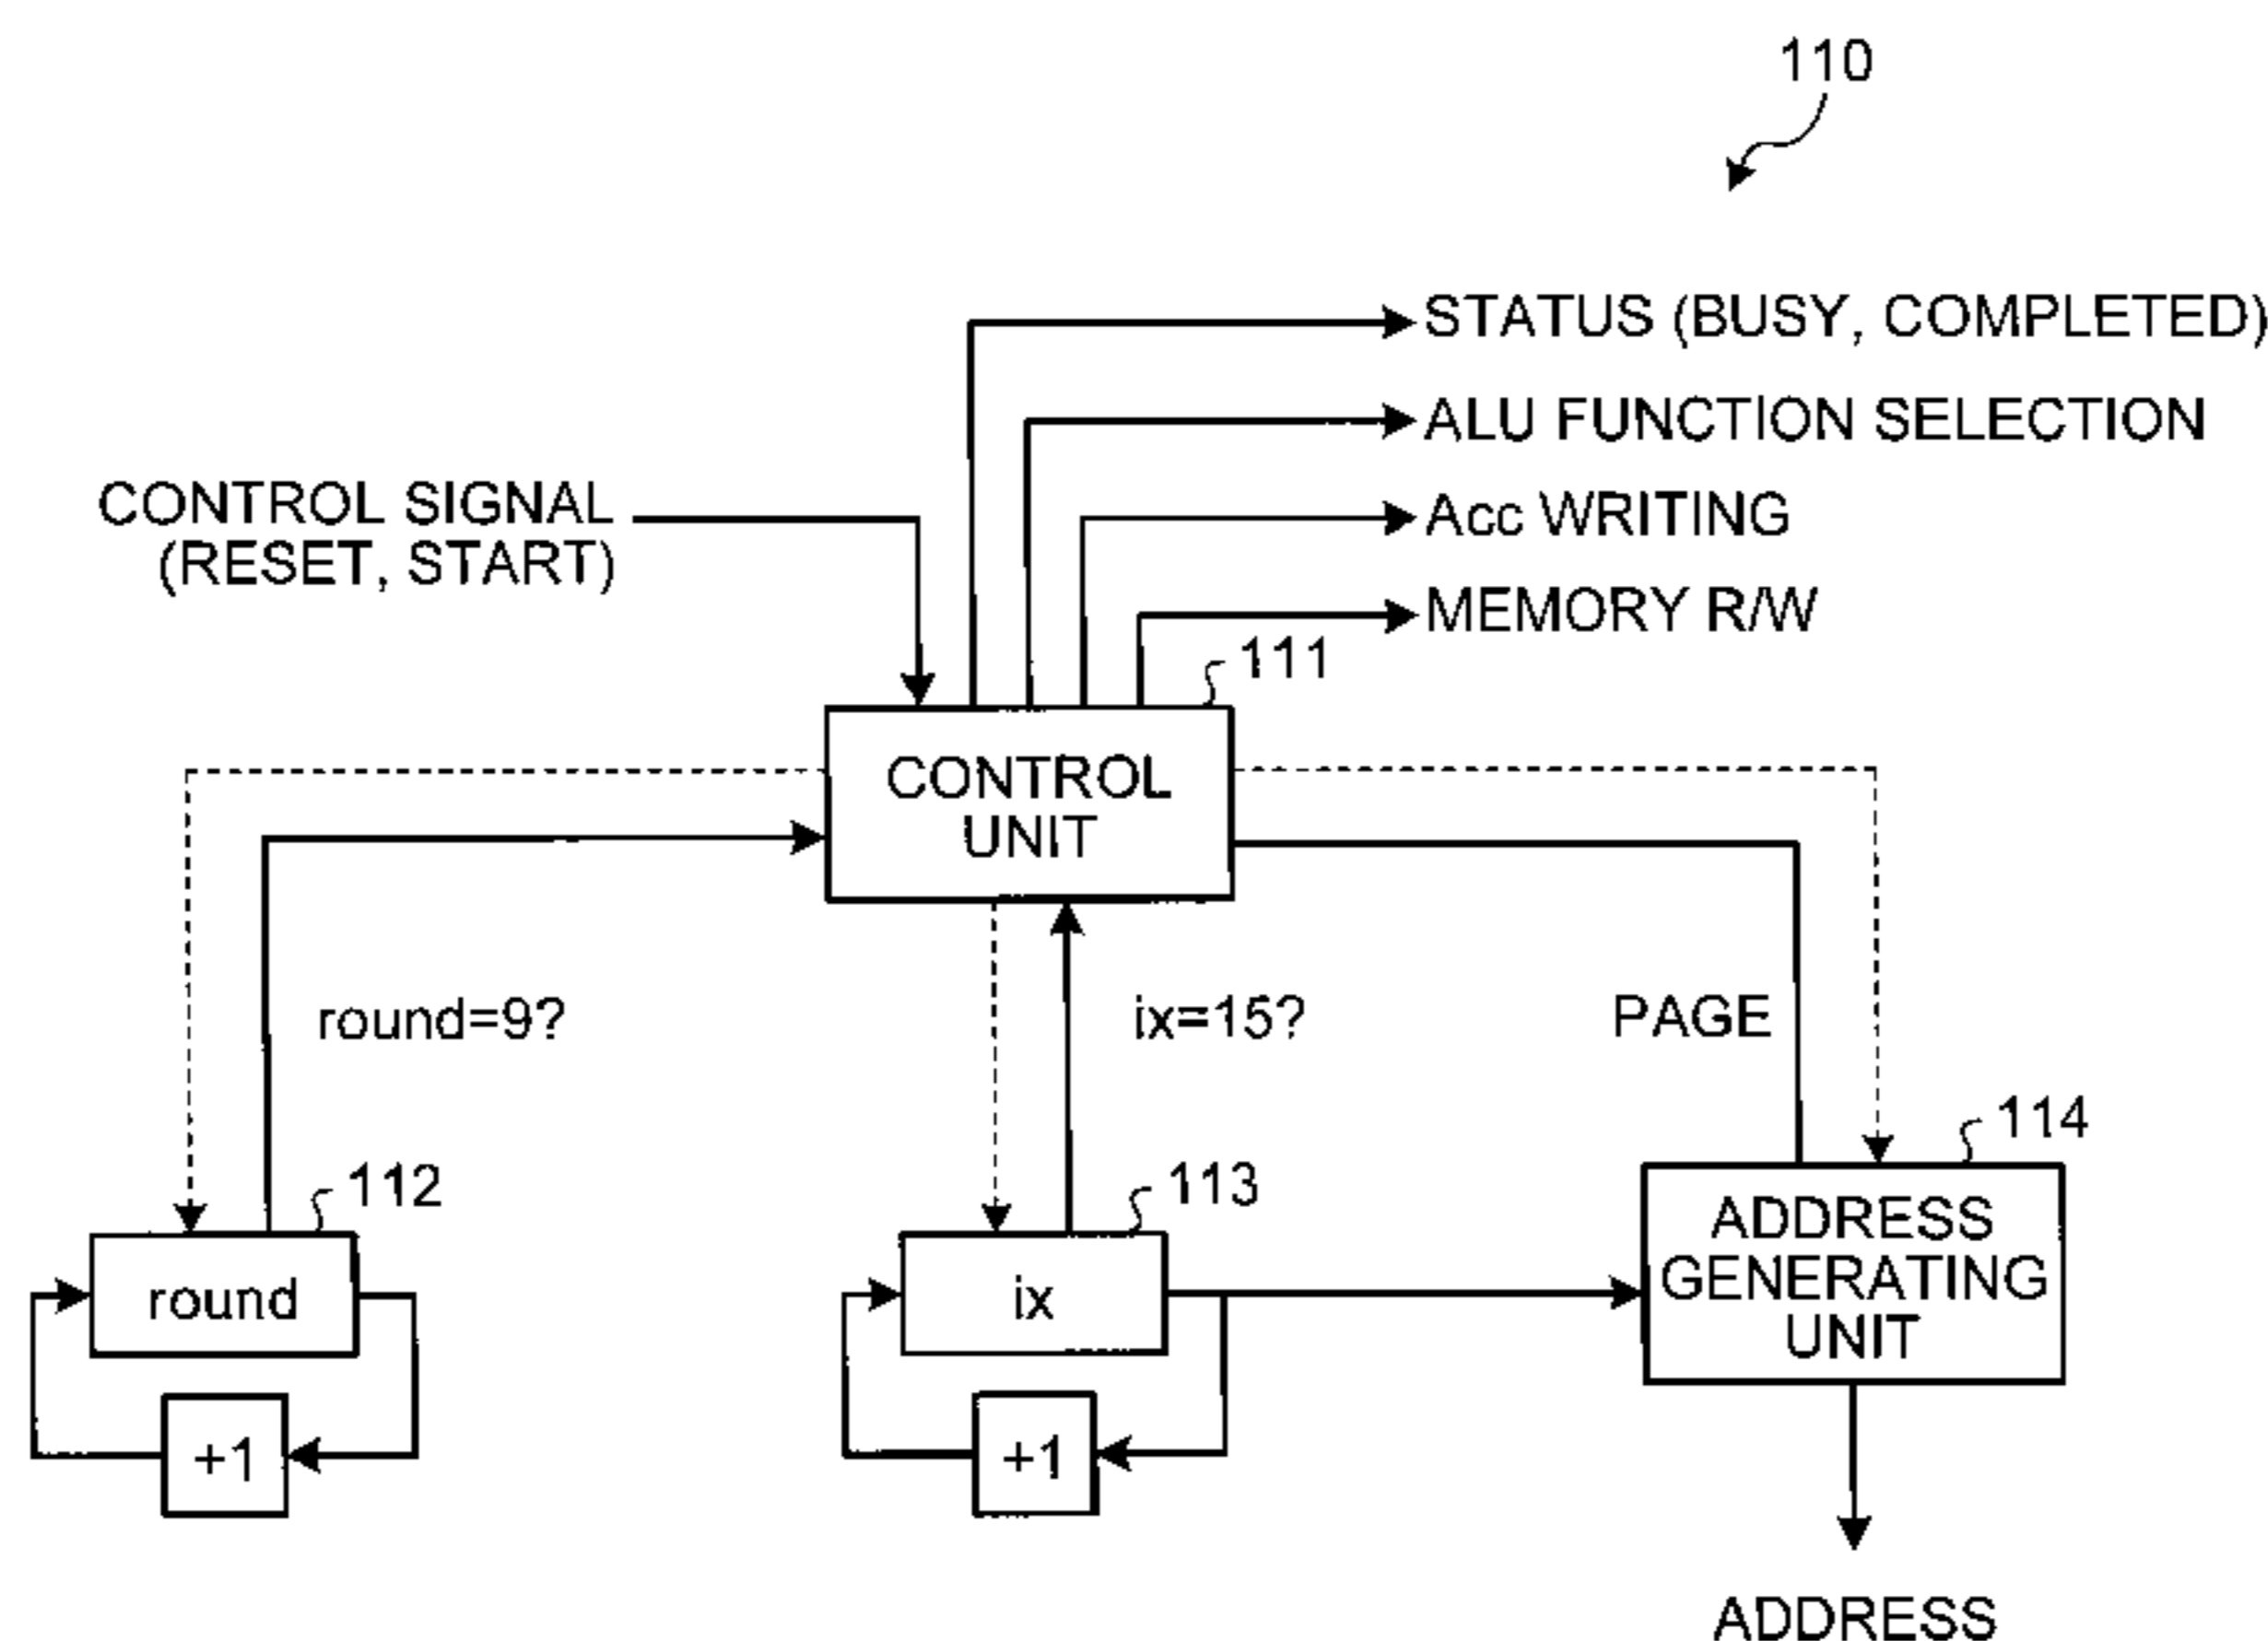 110
STATUS (BUSY, COMPLETED)
ALU FUNCTION SELECTION
CONTROL SIGNAL
(RESET, START)
Acc WRITING
MEMORY R/W
111
CONTROL
UNIT
round=9?
ix=15?
PAGE
112
113
114
round
ix
ADDRESS
GENERATING
UNIT
+1
+1
ADDRESS